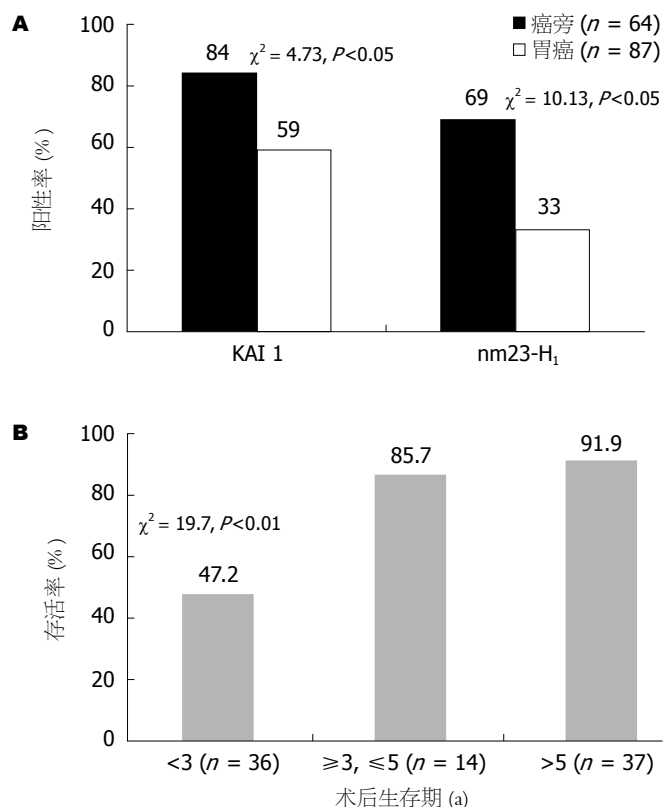 A
100
80
60
40
20
0
阳性率 (%)
■癌旁 (n = 64)
□胃癌 (n = 87)
84
χ² = 4.73, P<0.05
59
69
χ² = 10.13, P<0.05
33
KAI 1
nm23-H₁
B
100
80
60
40
20
0
存活率 (%)
χ² = 19.7, P<0.01
47.2
85.7
91.9
<3 (n = 36)
≥3, ≤5 (n = 14)
>5 (n = 37)
术后生存期 (a)